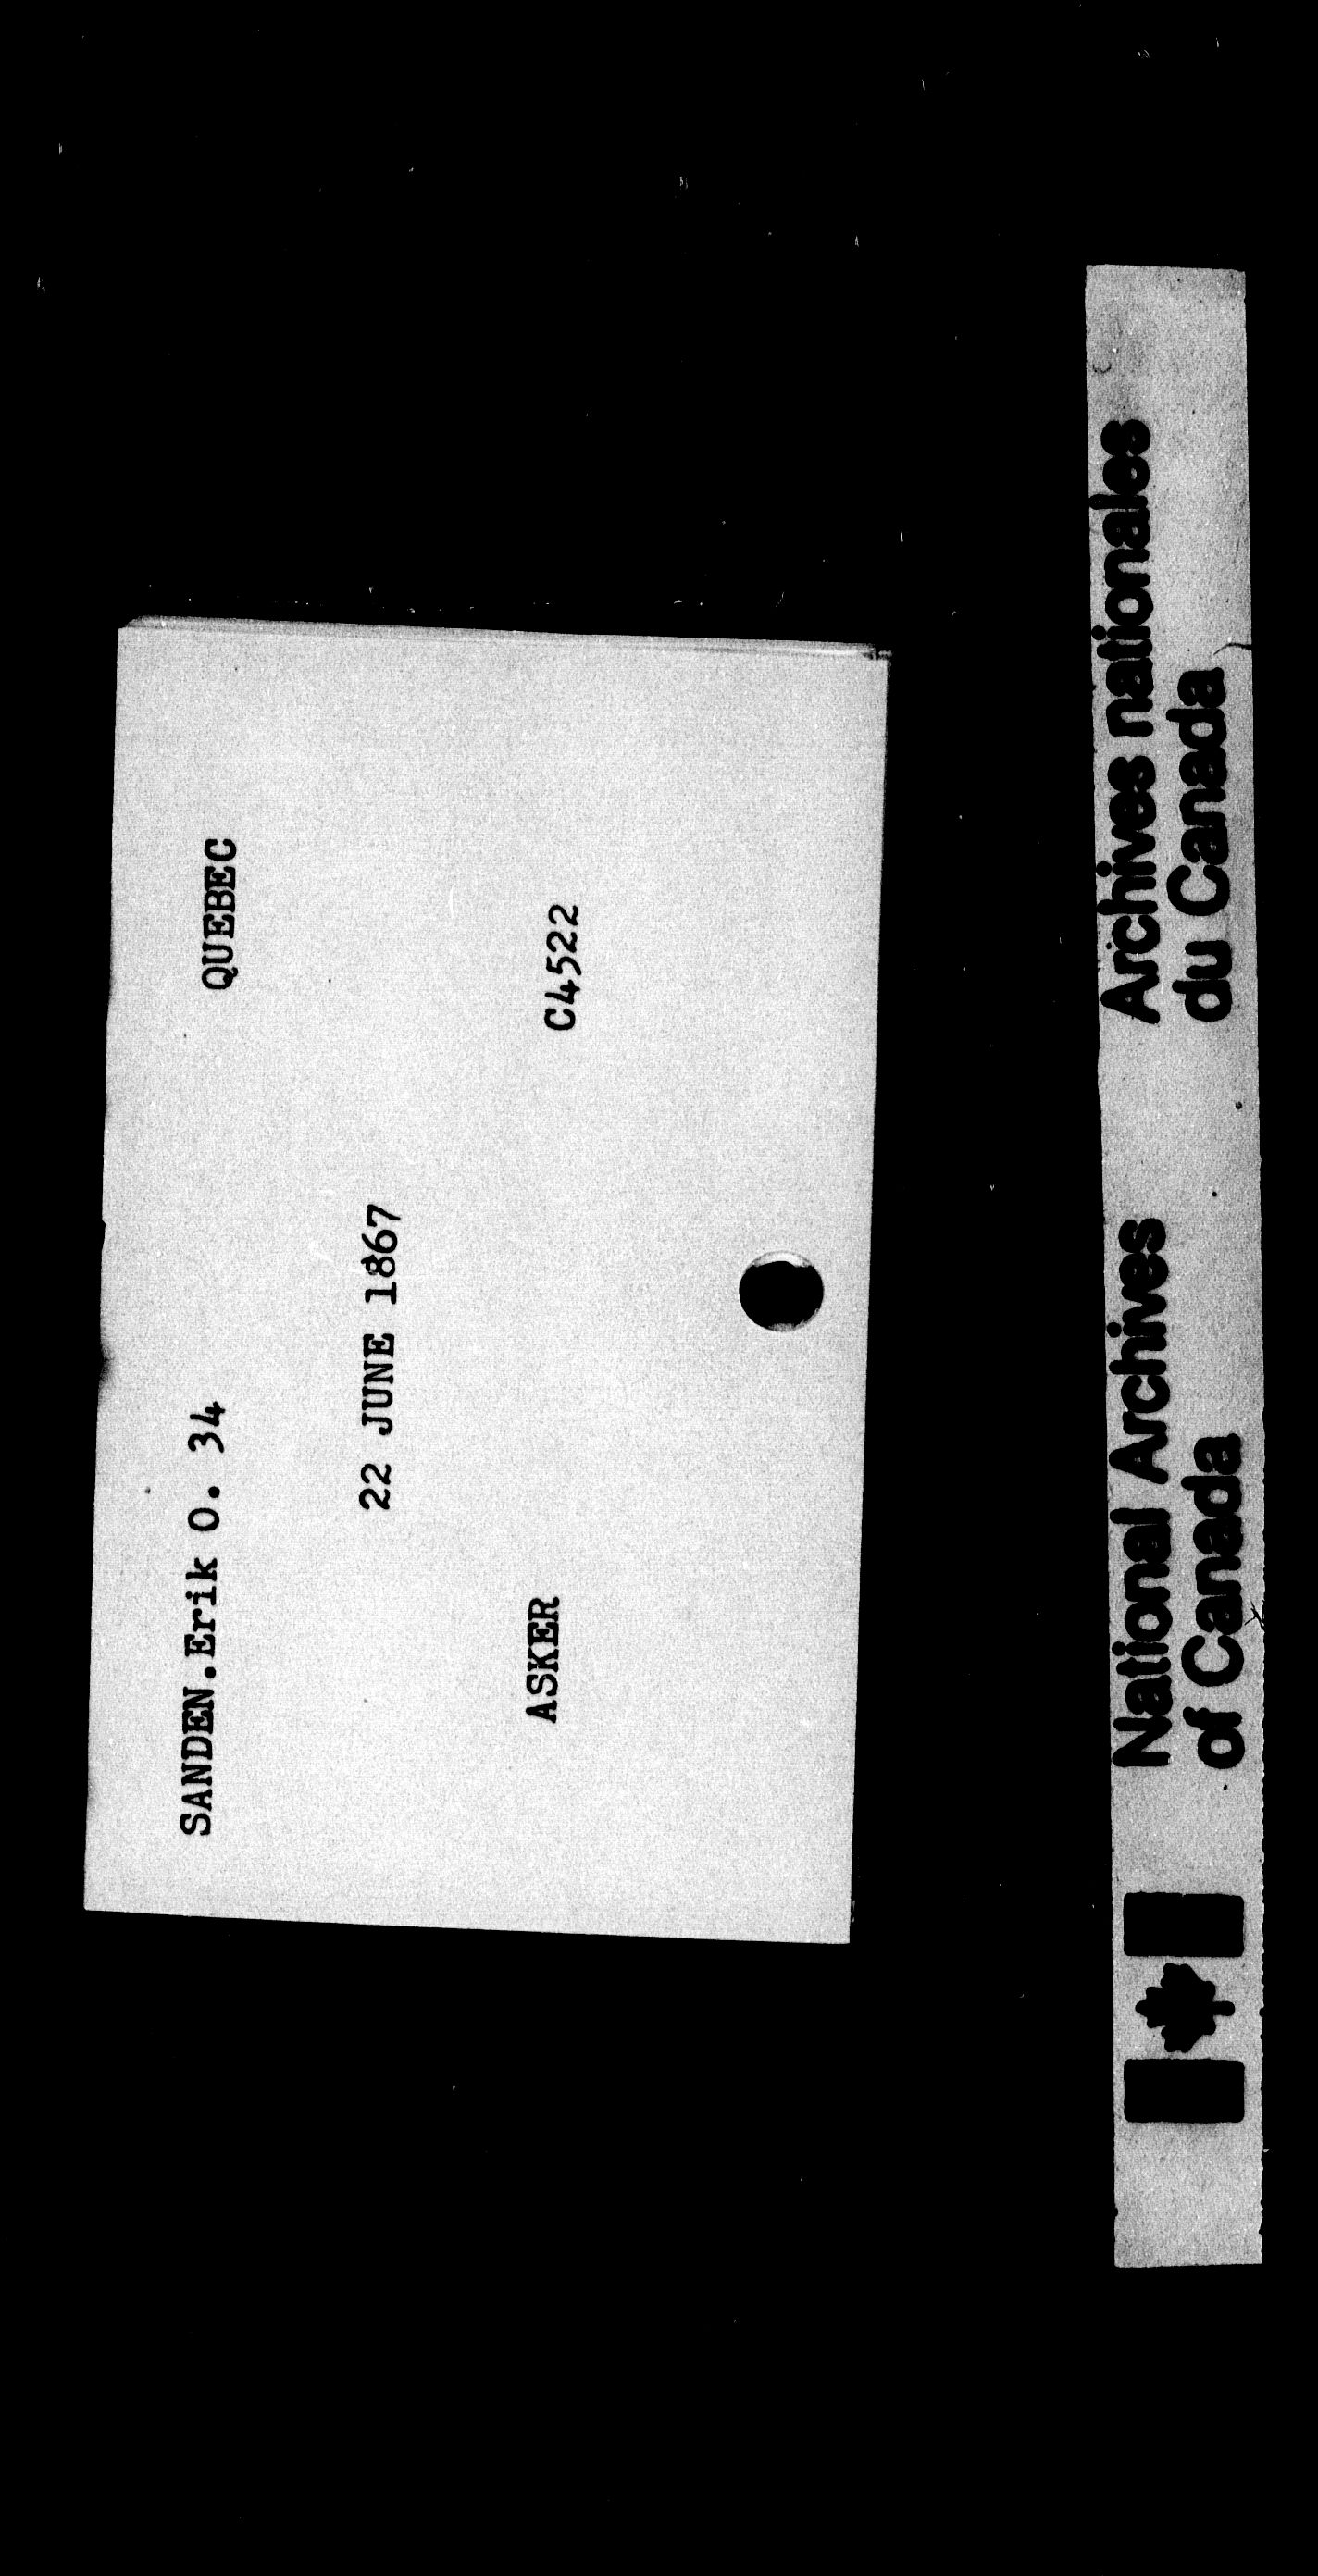 SANDEN.Erik O. 34 QUEBEC
22 JUNE 1867
ASKER C4522
National Archives
of Canada
Archives nationales
du Canada